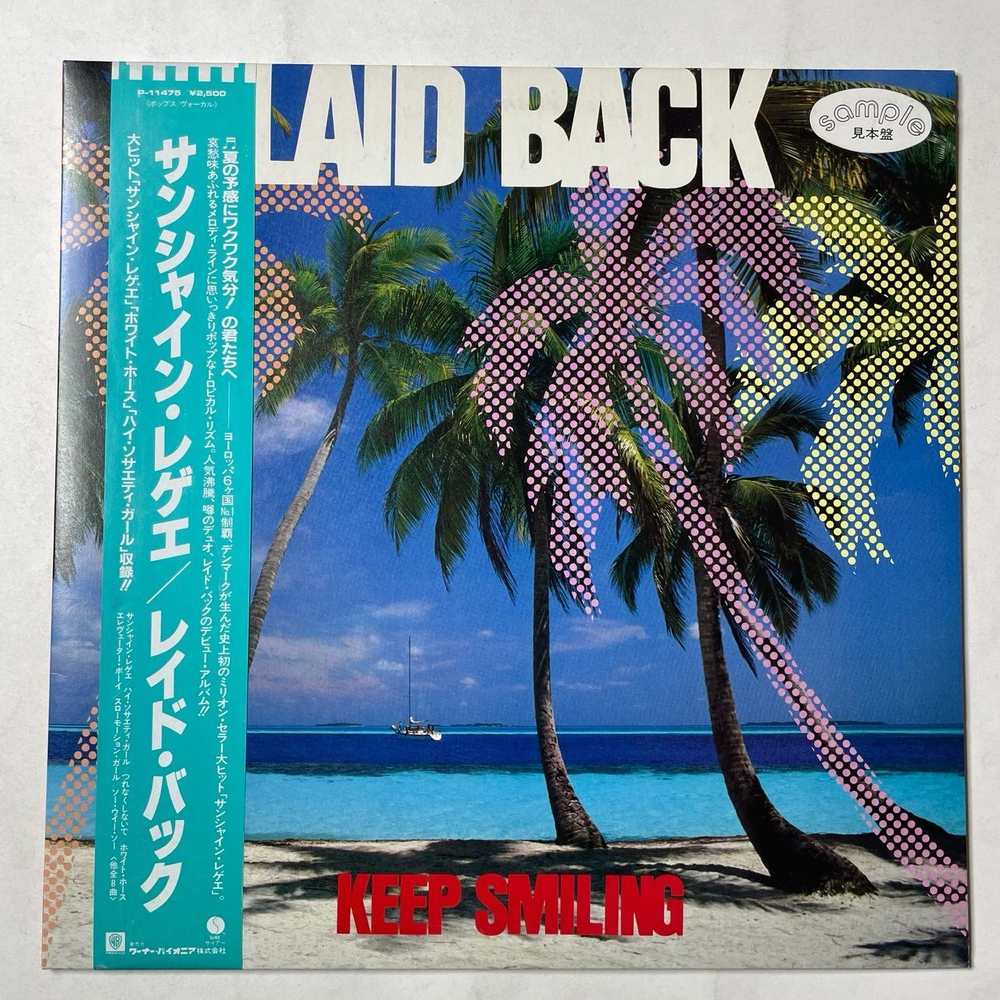 P-11475 ¥2,500
(ポップス/ヴォーカル)
♬夏の予感にワクワク気分!の君たちへ——ヨーロッパ6ヶ国No.1制覇、デンマークが生んだ史上初のミリオン・セラー大ヒット「サンシャイン・レゲエ」。
哀愁味あふれるメロディ・ラインに思いっきりポップなトロピカル・リズム。人気沸騰、噂のデュオ、レイド・バックのデビュー・アルバム!!
サンシャイン・レゲエ/レイド・バック
大ヒット「サンシャイン・レゲエ」「ホワイト・ホース」「ハイ・ソサエティ・ガール」収録!!
サンシャイン・レゲエ ハイ・ソサエティ・ガール つれなくしないで ホワイト・ホース
エレヴェーター・ボーイ スローモーション・ガール ソー・ウイー・ソー (他全8曲)
発売元
ワーナー・パイオニア株式会社
SIRE
サイアー
LAID BACK
sample
見本盤
KEEP SMILING